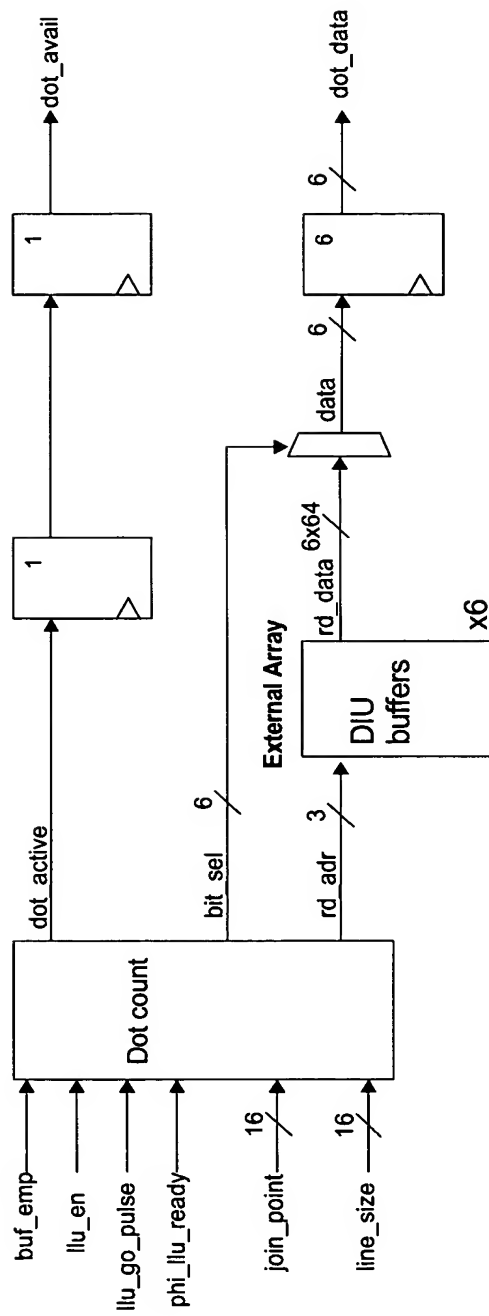 buf_emp
llu_en
llu_go_pulse
phi_llu_ready
join_point
16
line_size
16
Dot count
dot_active
bit_sel
6
rd_adr
3
External Array
DIU
buffers
x6
rd_data
6x64
data
6
1
1
dot_avail
6
6
dot_data